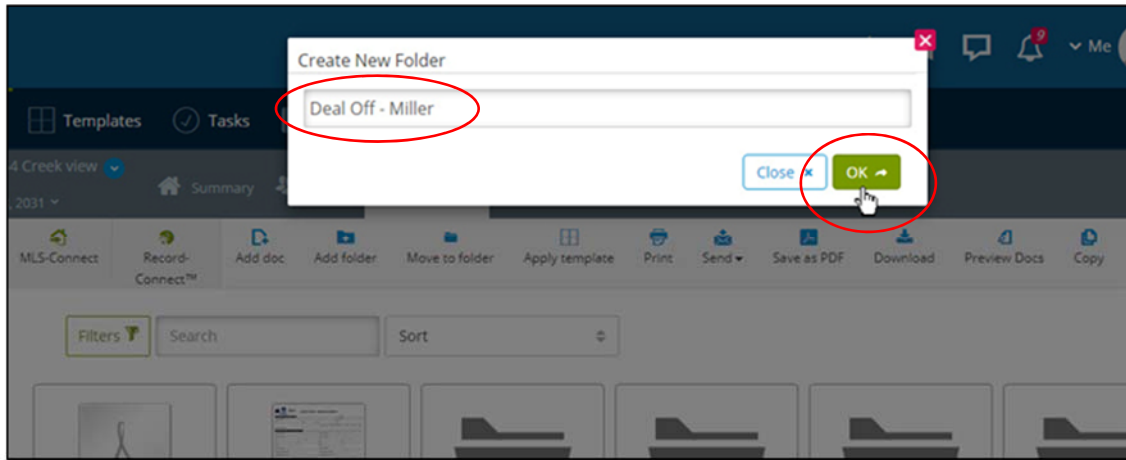 Create New Folder
9
Me
Deal Off - Miller
Templates
Tasks
Close ×
OK
4 Creek view
, 2031
Summary
MLS-Connect
Record-
Connect™
Add doc
Add folder
Move to folder
Apply template
Print
Send
Save as PDF
Download
Preview Docs
Copy
Filters
Search
Sort